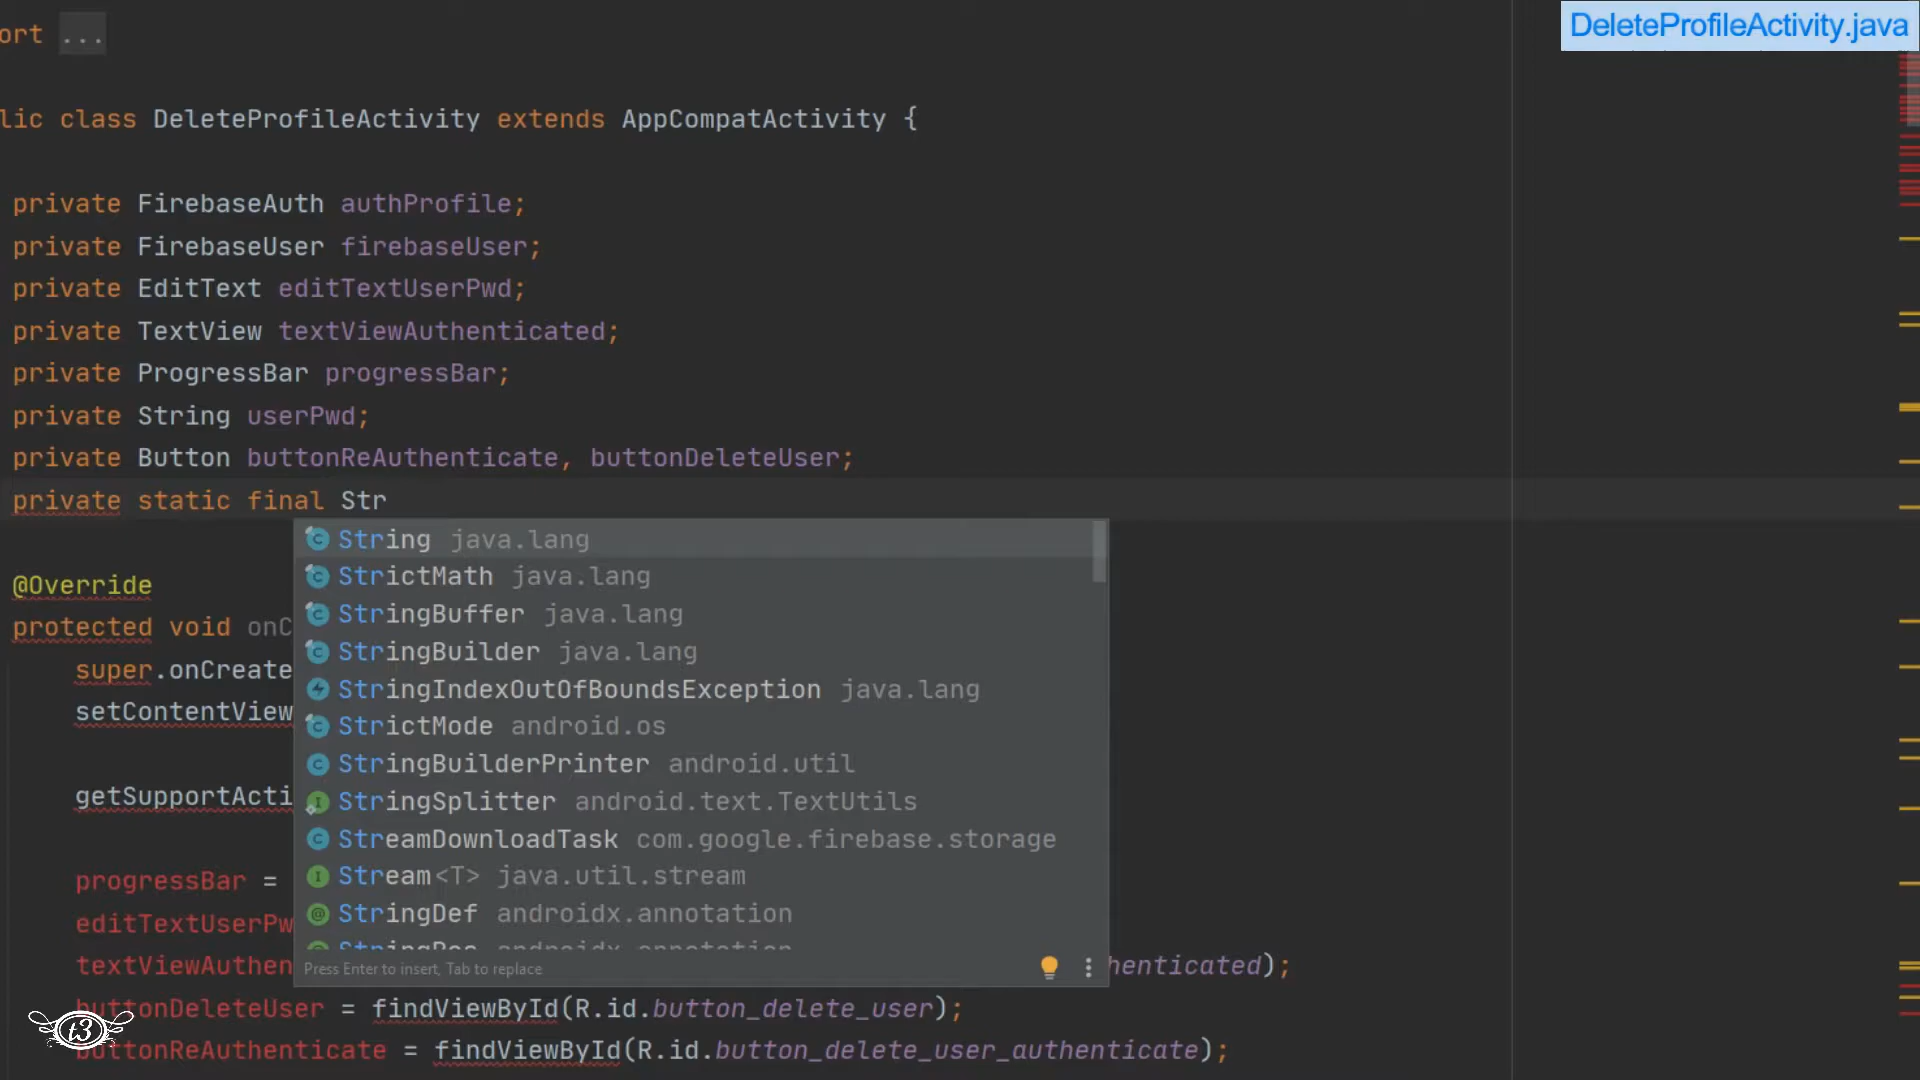 ort ...
DeleteProfileActivity.java
lic class DeleteProfileActivity extends AppCompatActivity {
private FirebaseAuth authProfile;
private FirebaseUser firebaseUser;
private EditText editTextUserPwd;
private TextView textViewAuthenticated;
private ProgressBar progressBar;
private String userPwd;
private Button buttonReAuthenticate, buttonDeleteUser;
private static final Str
String java.lang
StrictMath java.lang
StringBuffer java.lang
StringBuilder java.lang
StringIndexOutOfBoundsException java.lang
StrictMode android.os
StringBuilderPrinter android.util
StringSplitter android.text.TextUtils
StreamDownloadTask com.google.firebase.storage
Stream<T> java.util.stream
StringDef androidx.annotation
Press Enter to insert, Tab to replace
@Override
protected void onC
super.onCreate
setContentView
getSupportActi
progressBar =
editTextUserPw
textViewAuthen henticated);
buttonDeleteUser = findViewById(R.id.button_delete_user);
buttonReAuthenticate = findViewById(R.id.button_delete_user_authenticate);
t3